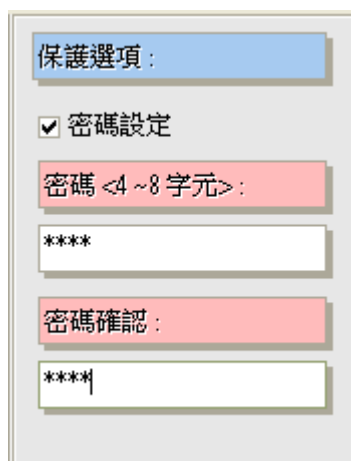 保護選項 :
密碼設定
密碼 <4 ~8 字元> :
****
密碼確認 :
****